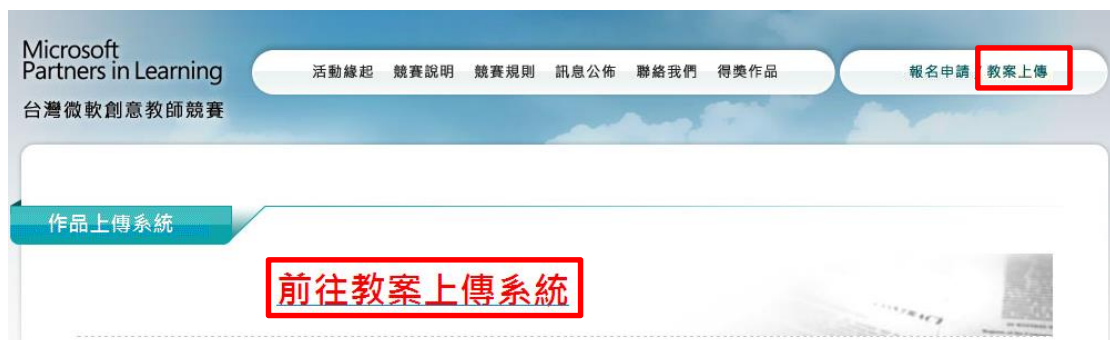 Microsoft
Partners in Learning
台灣微軟創意教師競賽
活動緣起 競賽說明 競賽規則 訊息公佈 聯絡我們 得獎作品
報名申請 / 教案上傳
作品上傳系統
前往教案上傳系統